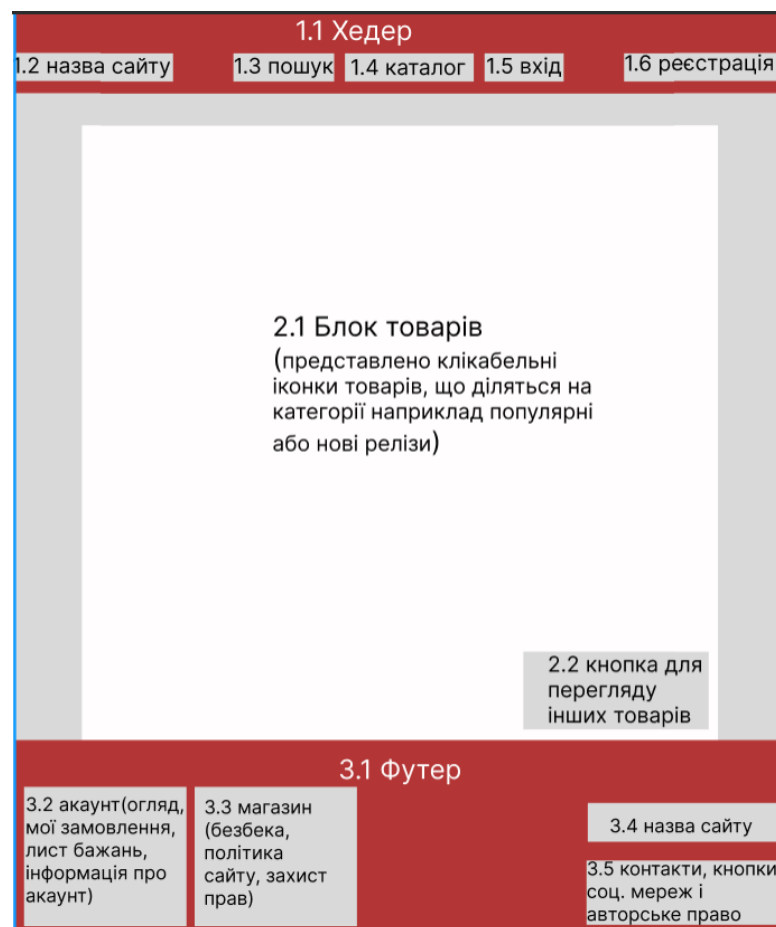 1.1 Хедер
1.2 назва сайту
1.3 пошук
1.4 каталог
1.5 вхід
1.6 реєстрація
2.1 Блок товарів
(представлено клікабельні
іконки товарів, що діляться на
категорії наприклад популярні
або нові релізи)
2.2 кнопка для
перегляду
інших товарів
3.1 Футер
3.2 акаунт(огляд,
мої замовлення,
лист бажань,
інформація про
акаунт)
3.3 магазин
(безбека,
політика
сайту, захист
прав)
3.4 назва сайту
3.5 контакти, кнопки
соц. мереж і
авторське право